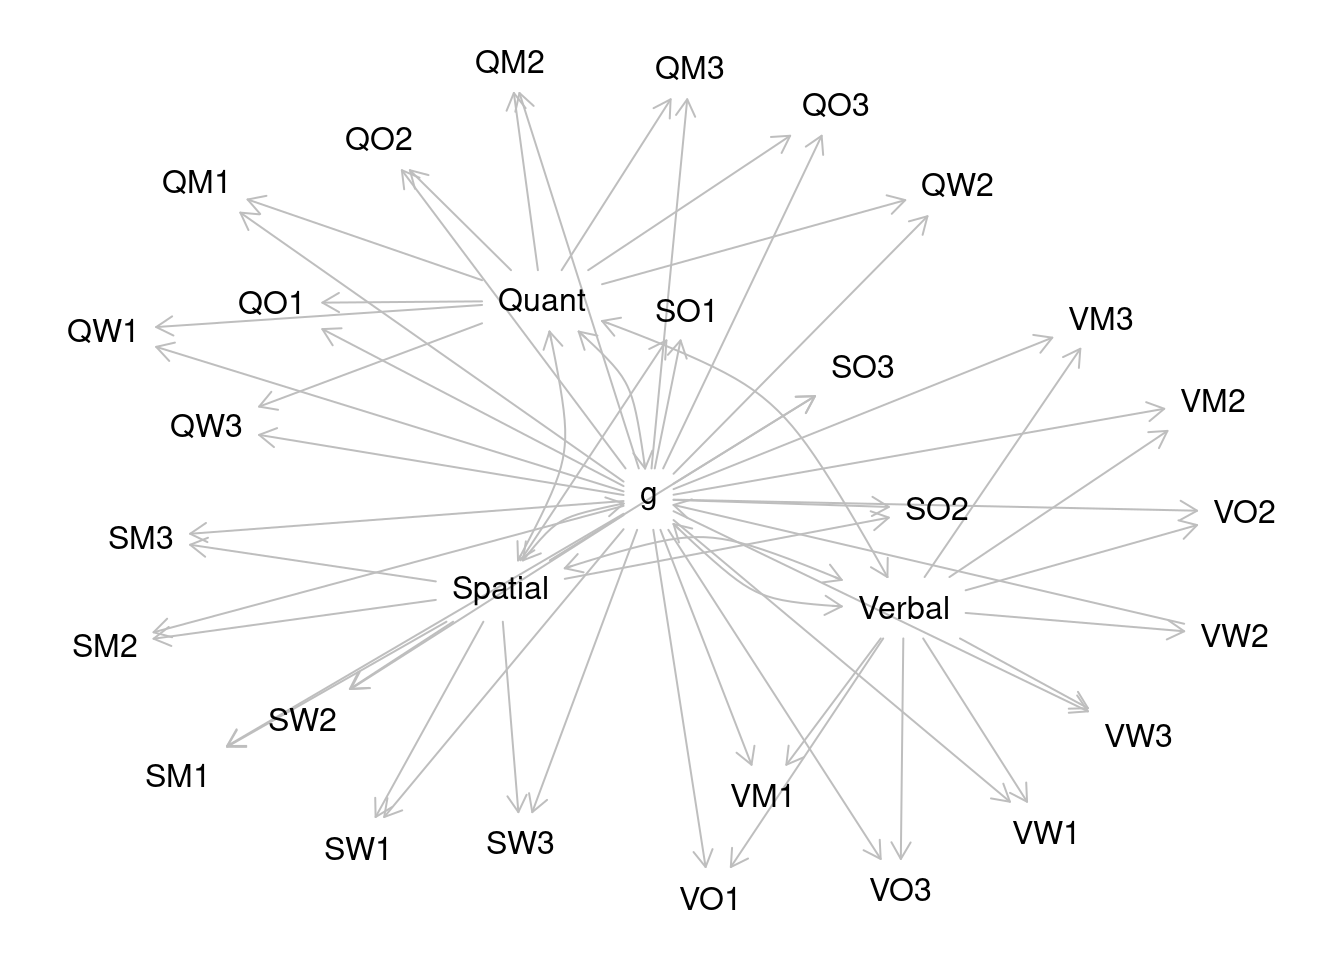 QM2
QM3
QO3
QO2
QM1
QW2
Quant
QO1
SO1
VM3
QW1
SO3
VM2
QW3
g
SO2
VO2
SM3
Spatial
Verbal
VW2
SM2
SW2
VW3
SM1
VM1
VW1
SW3
SW1
VO3
VO1